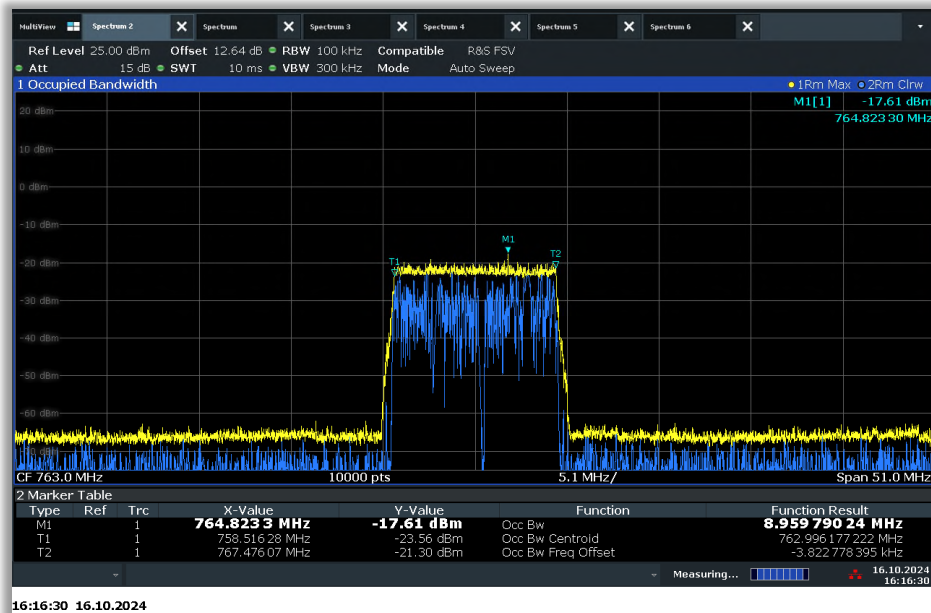 MultiView Spectrum 2 Spectrum Spectrum 3 Spectrum 4 Spectrum 5 Spectrum 6
Ref Level 25.00 dBm Offset 12.64 dB RBW 100 kHz Compatible R&S FSV
Att 15 dB SWT 10 ms VBW 300 kHz Mode Auto Sweep
1 Occupied Bandwidth 1Rm Max 2Rm Clrw
M1[1] -17.61 dBm
764.823 30 MHz
20 dBm
10 dBm
0 dBm
-10 dBm
M1
T2
-20 dBm
T1
-30 dBm
-40 dBm
-50 dBm
-60 dBm
CF 763.0 MHz 10000 pts 5.1 MHz/ Span 51.0 MHz
2 Marker Table
Type Ref Trc X-Value Y-Value Function Function Result
M1 1 764.823 3 MHz -17.61 dBm Occ Bw 8.959 790 24 MHz
T1 1 758.516 28 MHz -23.56 dBm Occ Bw Centroid 762.996 177 222 MHz
T2 1 767.476 07 MHz -21.30 dBm Occ Bw Freq Offset -3.822 778 395 kHz
Measuring... 16.10.2024
16:16:30
16:16:30 16.10.2024